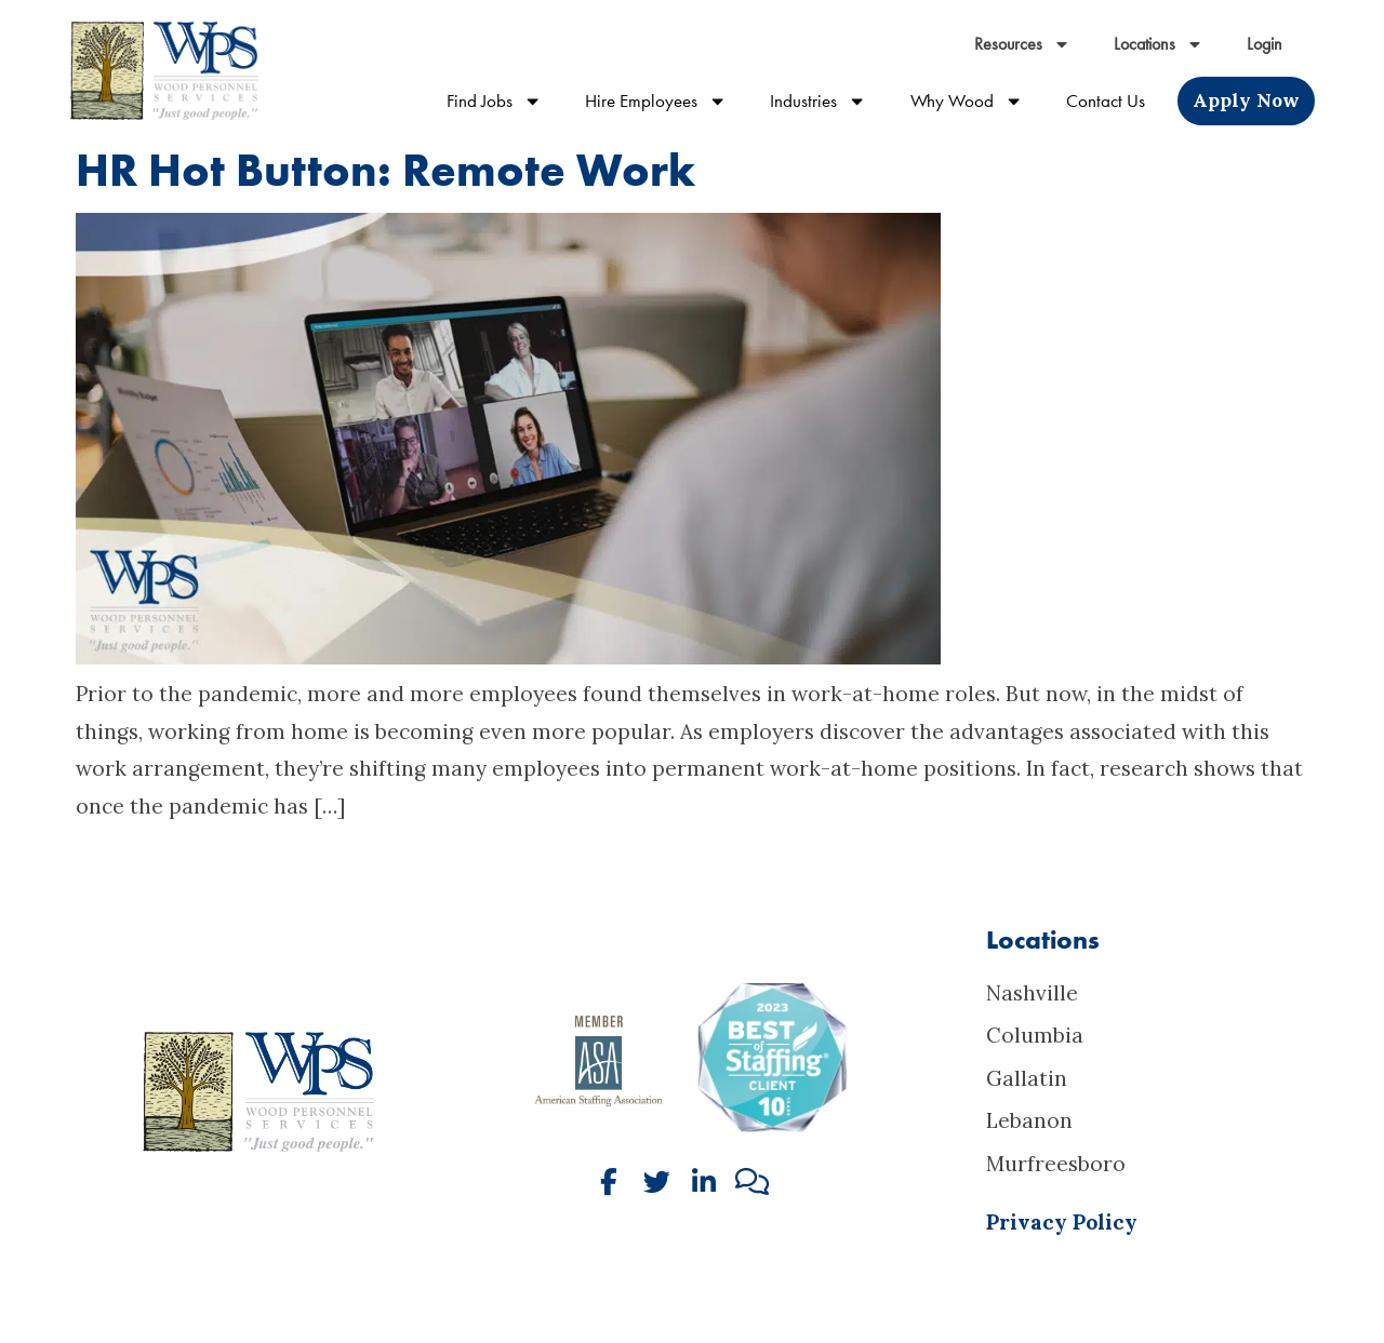 WPS
WOOD PERSONNEL
SERVICES
"Just good people."
Resources
Locations
Login
Find Jobs
Hire Employees
Industries
Why Wood
Contact Us
Apply Now
HR Hot Button: Remote Work
Monthly Budget
WPS
WOOD PERSONNEL
SERVICES
"Just good people."
Prior to the pandemic, more and more employees found themselves in work-at-home roles. But now, in the midst of
things, working from home is becoming even more popular. As employers discover the advantages associated with this
work arrangement, they’re shifting many employees into permanent work-at-home positions. In fact, research shows that
once the pandemic has […]
Locations
Nashville
Columbia
Gallatin
Lebanon
Murfreesboro
Privacy Policy
WPS
WOOD PERSONNEL
SERVICES
"Just good people."
MEMBER
ASA
American Staffing Association
2023
BEST
of
Staffing®
CLIENT
10 YEARS